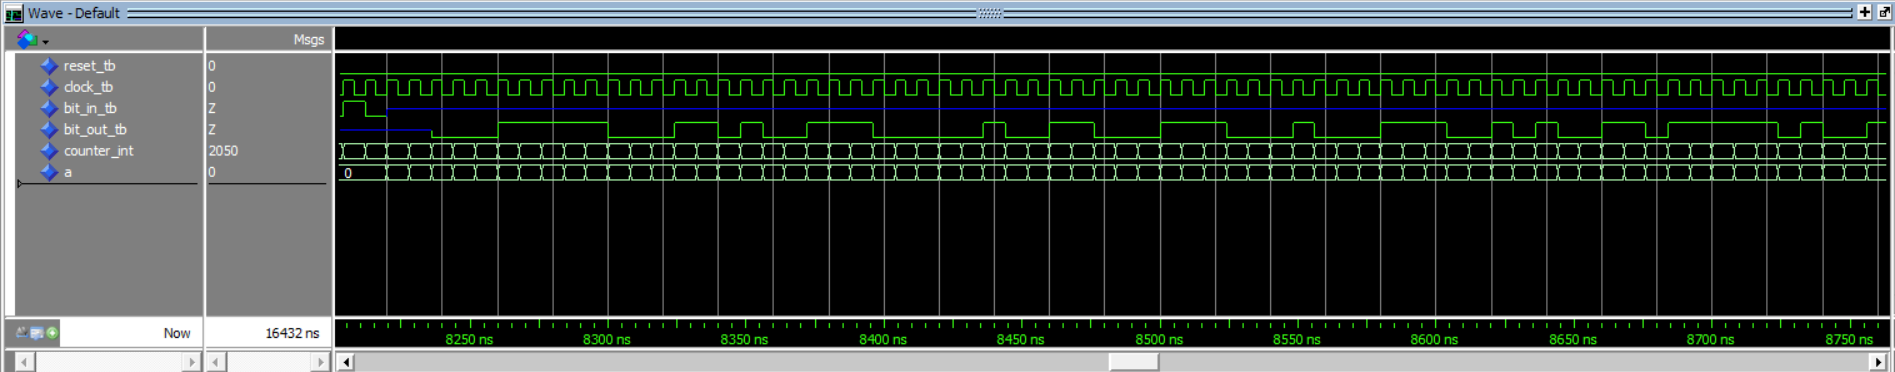 Wave - Default
Msgs
reset_tb 0
clock_tb 0
bit_in_tb Z
bit_out_tb Z
counter_int 2050
a 0 0
Now 16432 ns
8250 ns 8300 ns 8350 ns 8400 ns 8450 ns 8500 ns 8550 ns 8600 ns 8650 ns 8700 ns 8750 ns